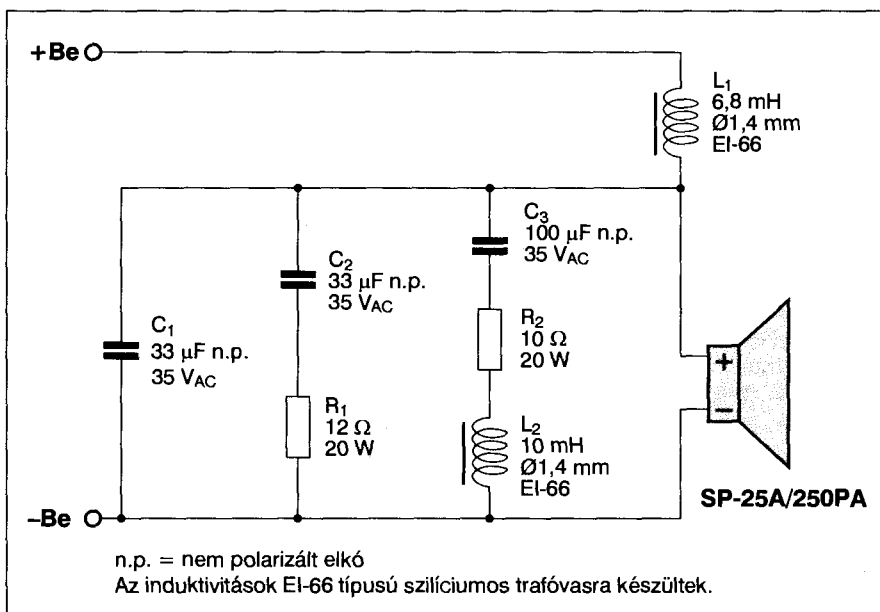 +Be
L1
6,8 mH
Ø1,4 mm
EI-66
C3
100 µF n.p.
35 VAC
C2
33 µF n.p.
35 VAC
C1
33 µF n.p.
35 VAC
R2
10 Ω
20 W
R1
12 Ω
20 W
L2
10 mH
Ø1,4 mm
EI-66
+
−
SP-25A/250PA
−Be
n.p. = nem polarizált elkó
Az induktivitások EI-66 típusú szilíciumos trafóvasra készültek.